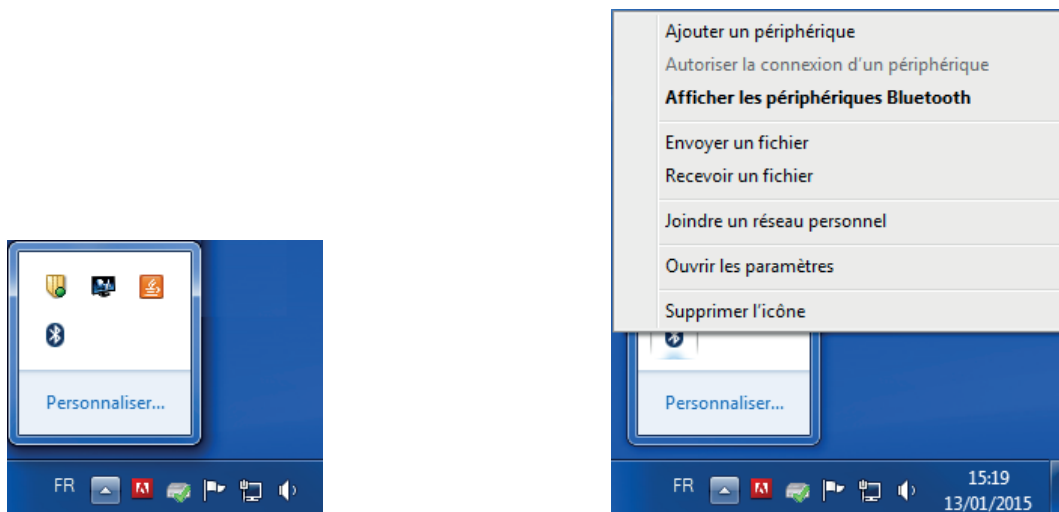 Personnaliser...
FR
Ajouter un périphérique
Autoriser la connexion d'un périphérique
Afficher les périphériques Bluetooth
Envoyer un fichier
Recevoir un fichier
Joindre un réseau personnel
Ouvrir les paramètres
Supprimer l'icône
Personnaliser...
FR
15:19
13/01/2015